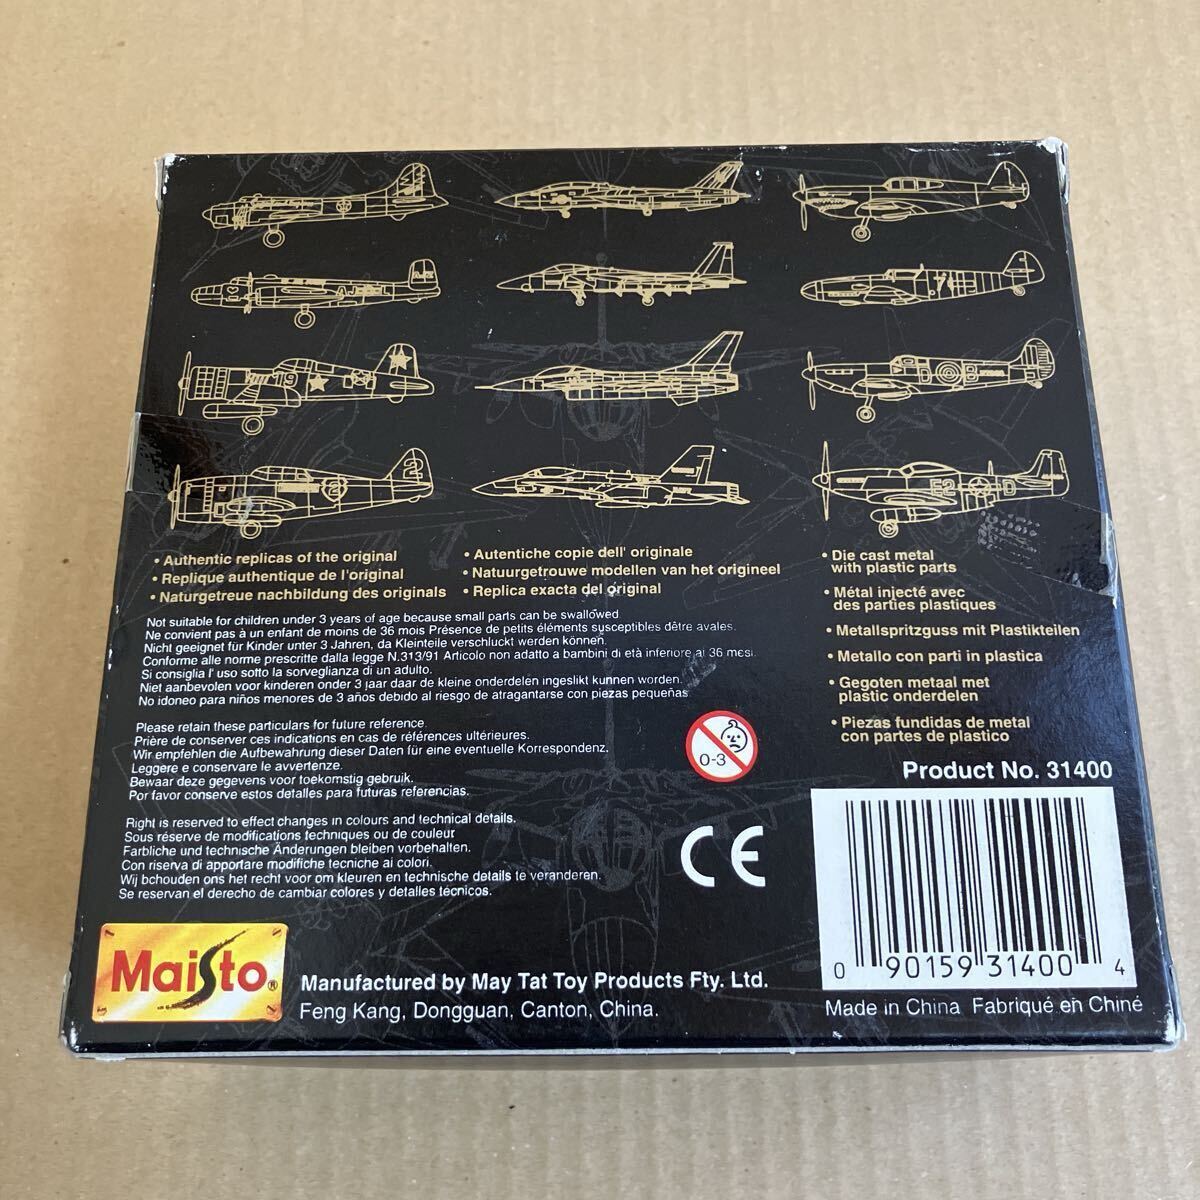 • Authentic replicas of the original
• Replique authentique de l'original
• Naturgetreue nachbildung des originals
• Autentiche copie dell' originale
• Natuurgetrouwe modellen van het origineel
• Replica exacta del original
• Die cast metal
with plastic parts
• Métal injecté avec
des parties plastiques
• Metallspritzguss mit Plastikteilen
• Metallo con parti in plastica
• Gegoten metaal met
plastic onderdelen
• Piezas fundidas de metal
con partes de plastico
Not suitable for children under 3 years of age because small parts can be swallowed.
Ne convient pas à un enfant de moins de 36 mois Présence de petits éléments susceptibles dêtre avales.
Nicht geeignet für Kinder unter 3 Jahren, da Kleinteile verschluckt werden können.
Conforme alle norme prescritte dalla legge N.313/91 Articolo non adatto a bambini di età inferiore ai 36 mesi.
Si consiglia l' uso sotto la sorveglianza di un adulto.
Niet aanbevolen voor kinderen onder 3 jaar daar de kleine onderdelen ingeslikt kunnen worden.
No idoneo para niños menores de 3 años debido al riesgo de atragantarse con piezas pequeñas
Please retain these particulars for future reference.
Prière de conserver ces indications en cas de références ultérieures.
Wir empfehlen die Aufbewahrung dieser Daten für eine eventuelle Korrespondenz.
Leggere e conservare le avvertenze.
Bewaar deze gegevens voor toekomstig gebruik.
Por favor conserve estos detalles para futuras referencias.
0-3
Right is reserved to effect changes in colours and technical details.
Sous réserve de modifications techniques ou de couleur
Farbliche und technische Änderungen bleiben vorbehalten.
Con riserva di apportare modifiche tecniche ai colori.
Wij bchouden ons het recht voor om kleuren en technische details te veranderen.
Se reservan el derecho de cambiar colores y detalles técnicos.
CE
Product No. 31400
0 90159 31400 4
Made in China Fabriqué en Chine
Maisto®
Manufactured by May Tat Toy Products Fty. Ltd.
Feng Kang, Dongguan, Canton, China.